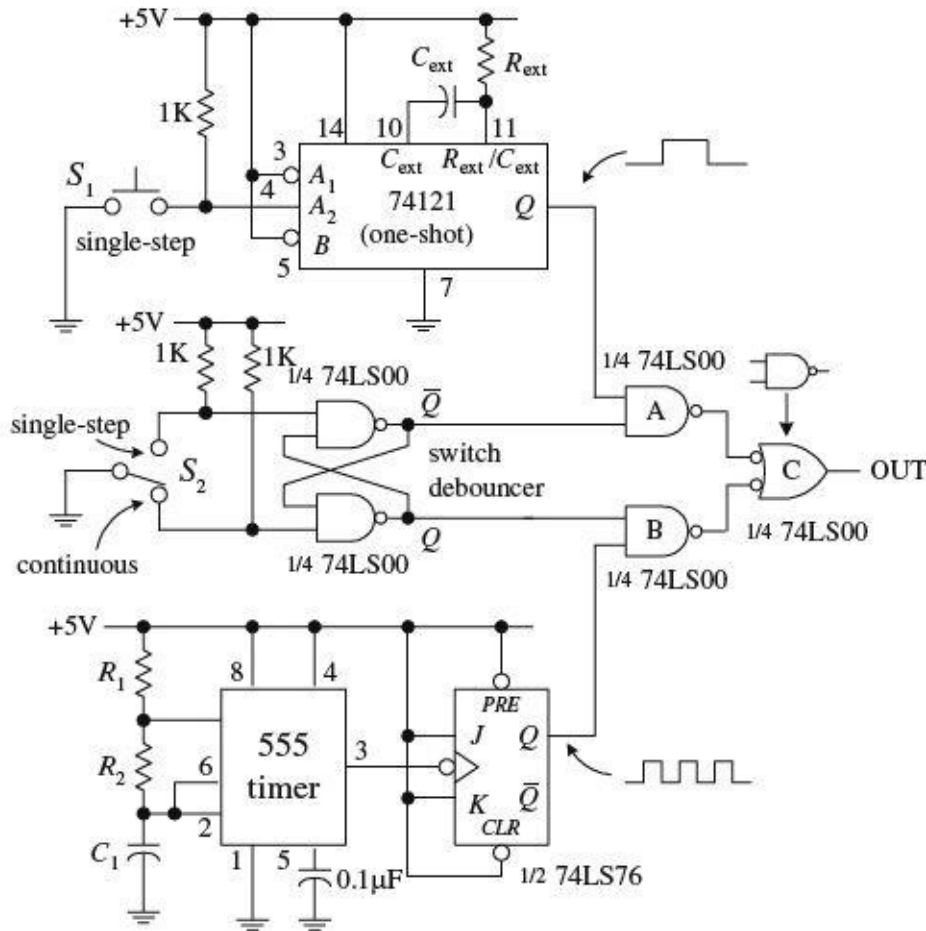 +5V
C_ext
R_ext
1K
14
10
11
3
C_ext
R_ext/C_ext
S_1
4
A_1
74121
A_2
Q
(one-shot)
single-step
B
5
7
+5V
1K
1K
1/4 74LS00
1/4 74LS00
Q̅
A
single-step
S_2
switch
debouncer
C
OUT
continuous
Q
B
1/4 74LS00
1/4 74LS00
1/4 74LS00
+5V
R_1
8
4
PRE
555
3
J
Q
R_2
6
timer
K
Q̅
2
CLR
C_1
1
5
0.1µF
1/2 74LS76